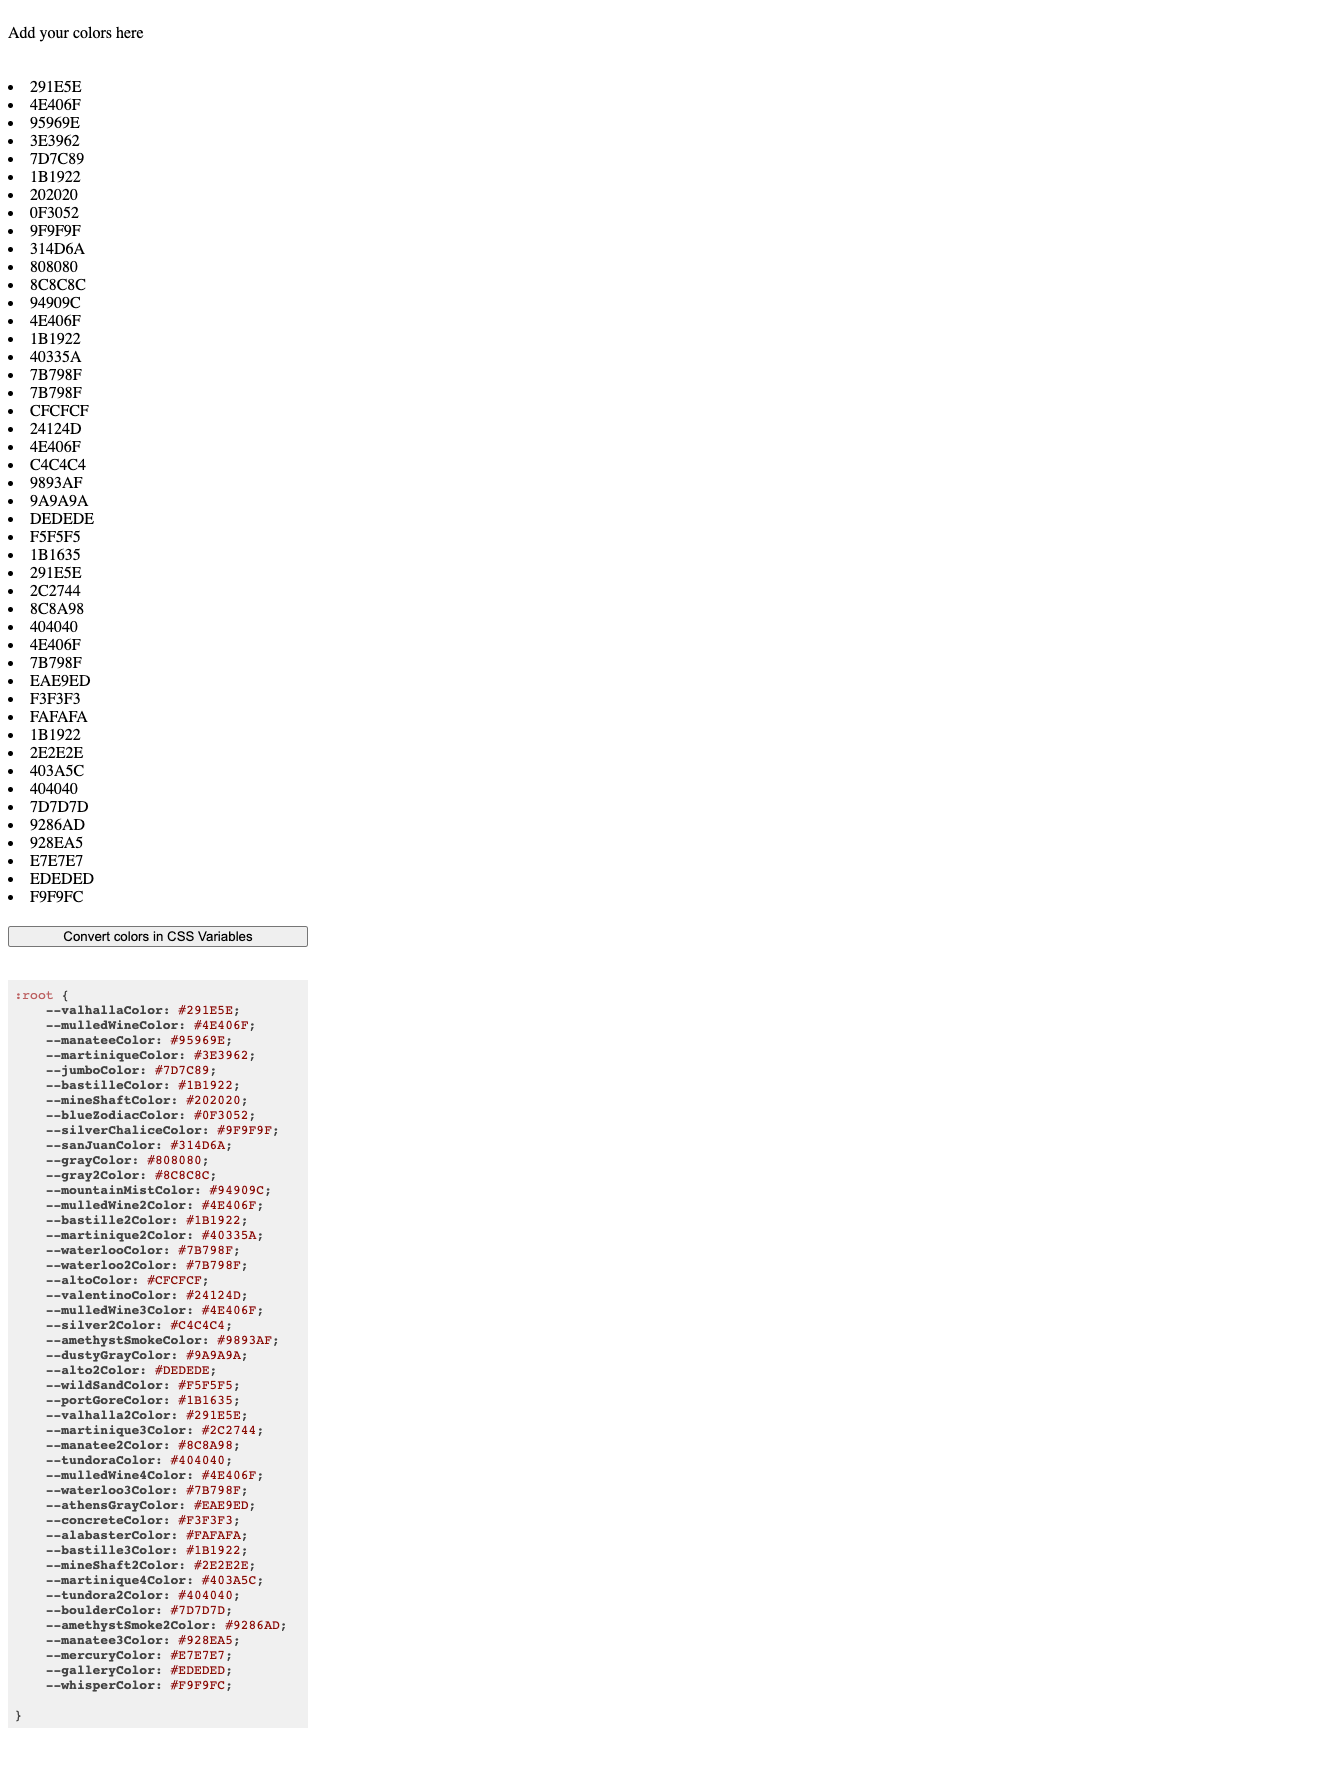 Add your colors here
291E5E
4E406F
95969E
3E3962
7D7C89
1B1922
202020
0F3052
9F9F9F
314D6A
808080
8C8C8C
94909C
4E406F
1B1922
40335A
7B798F
7B798F
CFCFCF
24124D
4E406F
C4C4C4
9893AF
9A9A9A
DEDEDE
F5F5F5
1B1635
291E5E
2C2744
8C8A98
404040
4E406F
7B798F
EAE9ED
F3F3F3
FAFAFA
1B1922
2E2E2E
403A5C
404040
7D7D7D
9286AD
928EA5
E7E7E7
EDEDED
F9F9FC
Convert colors in CSS Variables
:root {
--valhallaColor: #291E5E;
--mulledWineColor: #4E406F;
--manateeColor: #95969E;
--martiniqueColor: #3E3962;
--jumboColor: #7D7C89;
--bastilleColor: #1B1922;
--mineShaftColor: #202020;
--blueZodiacColor: #0F3052;
--silverChaliceColor: #9F9F9F;
--sanJuanColor: #314D6A;
--grayColor: #808080;
--gray2Color: #8C8C8C;
--mountainMistColor: #94909C;
--mulledWine2Color: #4E406F;
--bastille2Color: #1B1922;
--martinique2Color: #40335A;
--waterlooColor: #7B798F;
--waterloo2Color: #7B798F;
--altoColor: #CFCFCF;
--valentinoColor: #24124D;
--mulledWine3Color: #4E406F;
--silver2Color: #C4C4C4;
--amethystSmokeColor: #9893AF;
--dustyGrayColor: #9A9A9A;
--alto2Color: #DEDEDE;
--wildSandColor: #F5F5F5;
--portGoreColor: #1B1635;
--valhalla2Color: #291E5E;
--martinique3Color: #2C2744;
--manatee2Color: #8C8A98;
--tundoraColor: #404040;
--mulledWine4Color: #4E406F;
--waterloo3Color: #7B798F;
--athensGrayColor: #EAE9ED;
--concreteColor: #F3F3F3;
--alabasterColor: #FAFAFA;
--bastille3Color: #1B1922;
--mineShaft2Color: #2E2E2E;
--martinique4Color: #403A5C;
--tundora2Color: #404040;
--boulderColor: #7D7D7D;
--amethystSmoke2Color: #9286AD;
--manatee3Color: #928EA5;
--mercuryColor: #E7E7E7;
--galleryColor: #EDEDED;
--whisperColor: #F9F9FC;
}